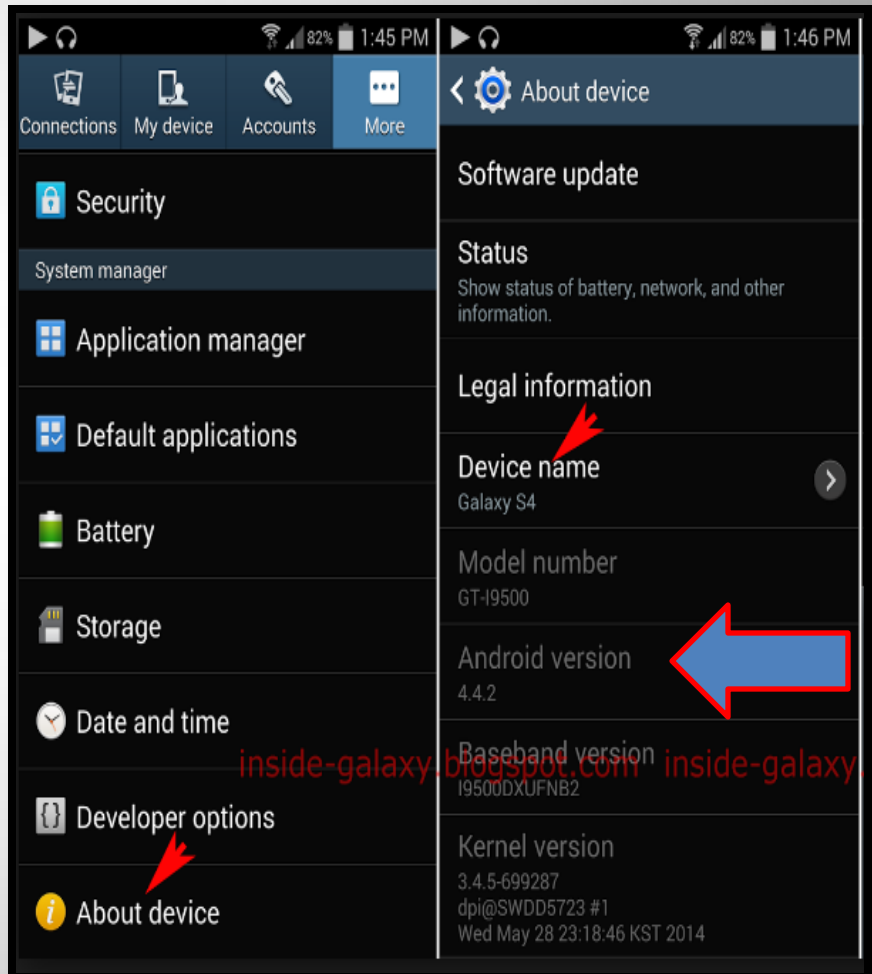 82% 1:45 PM
Connections My device Accounts More
Security
System manager
Application manager
Default applications
Battery
Storage
Date and time
Developer options
About device
82% 1:46 PM
About device
Software update
Status
Show status of battery, network, and other
information.
Legal information
Device name
Galaxy S4
Model number
GT-I9500
Android version
4.4.2
Baseband version
I9500DXUFNB2
Kernel version
3.4.5-699287
dpi@SWDD5723 #1
Wed May 28 23:18:46 KST 2014
inside-galaxy.blogspot.com inside-galaxy.